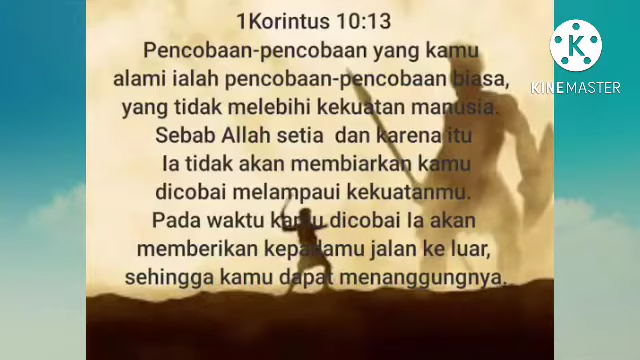 1Korintus 10:13
Pencobaan-pencobaan yang kamu
alami ialah pencobaan-pencobaan biasa,
yang tidak melebihi kekuatan manusia.
Sebab Allah setia dan karena itu
Ia tidak akan membiarkan kamu
dicobai melampaui kekuatanmu.
Pada waktu kamu dicobai Ia akan
memberikan kepadamu jalan ke luar,
sehingga kamu dapat menanggungnya.
K
KINEMASTER